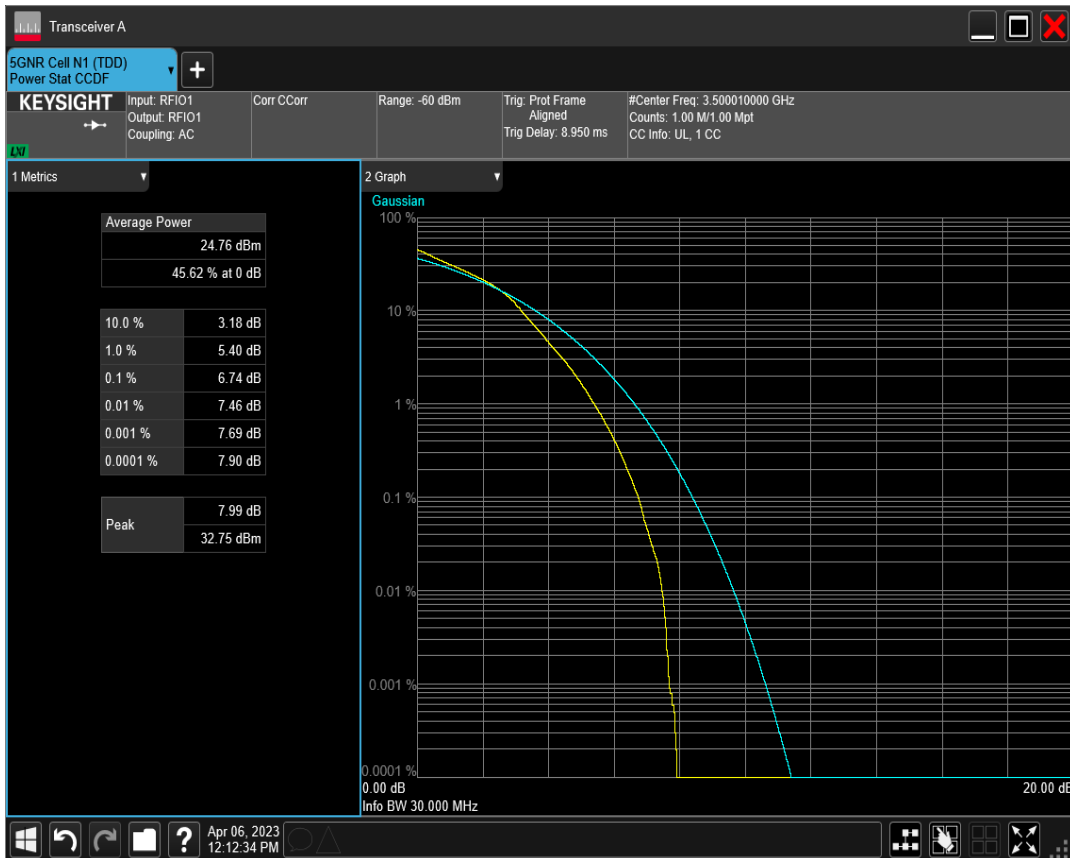 Transceiver A
5GNR Cell N1 (TDD)
Power Stat CCDF
+
KEYSIGHT
LXI
Input: RFIO1
Output: RFIO1
Coupling: AC
Corr CCorr
Range: -60 dBm
Trig: Prot Frame
Aligned
Trig Delay: 8.950 ms
#Center Freq: 3.500010000 GHz
Counts: 1.00 M/1.00 Mpt
CC Info: UL, 1 CC
1 Metrics
Average Power
24.76 dBm
45.62 % at 0 dB
10.0 % 3.18 dB
1.0 % 5.40 dB
0.1 % 6.74 dB
0.01 % 7.46 dB
0.001 % 7.69 dB
0.0001 % 7.90 dB
Peak 7.99 dB
32.75 dBm
2 Graph
Gaussian
100 %
10 %
1 %
0.1 %
0.01 %
0.001 %
0.0001 %
0.00 dB 20.00 dB
Info BW 30.000 MHz
? Apr 06, 2023
12:12:34 PM